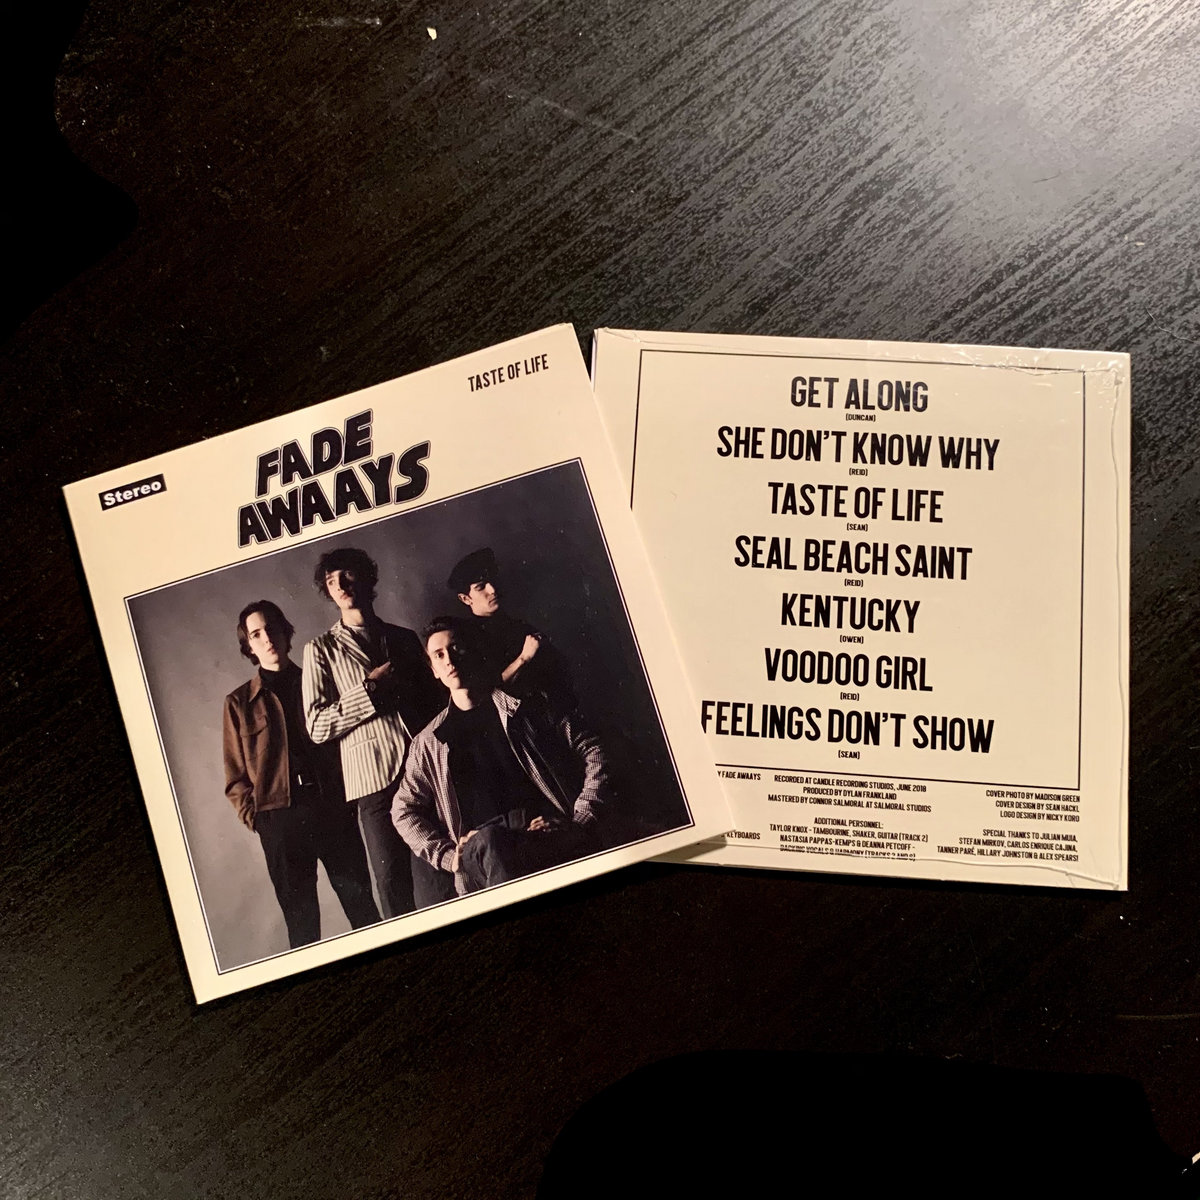 TASTE OF LIFE
Stereo
FADE
AWAAYS
GET ALONG
(DUNCAN)
SHE DON'T KNOW WHY
(REID)
TASTE OF LIFE
(SEAN)
SEAL BEACH SAINT
(REID)
KENTUCKY
(OWEN)
VOODOO GIRL
(REID)
FEELINGS DON'T SHOW
(SEAN)
Y FADE AWAAYS
KEYBOARDS
RECORDED AT CANDLE RECORDING STUDIOS, JUNE 2018
PRODUCED BY DYLAN FRANKLAND
MASTERED BY CONNOR SALMORAL AT SALMORAL STUDIOS
ADDITIONAL PERSONNEL:
TAYLOR KNOX - TAMBOURINE, SHAKER, GUITAR (TRACK 2)
NASTASIA PAPPAS-KEMPS & DEANNA PETCOFF -
BACKING VOCALS & HARMONY
COVER PHOTO BY MADISON GREEN
COVER DESIGN BY SEAN HACKL
LOGO DESIGN BY NICKY KORO
SPECIAL THANKS TO JULIAN MUIA,
STEFAN MIRKOV, CARLOS ENRIQUE CAJINA,
TANNER PARÉ, HILLARY JOHNSTON & ALEX SPEARS!